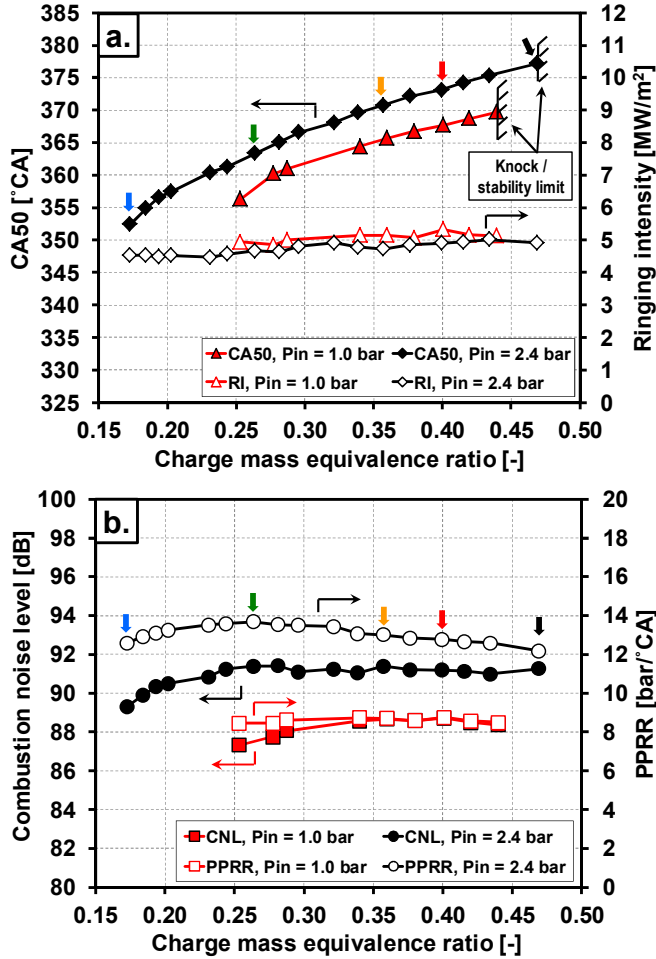 a.
CA50 [˚CA]
385
380
375
370
365
360
355
350
345
340
335
330
325
Ringing intensity [MW/m²]
12
11
10
9
8
7
6
5
4
3
2
1
0
Knock /
stability limit
CA50, Pin = 1.0 bar
CA50, Pin = 2.4 bar
RI, Pin = 1.0 bar
RI, Pin = 2.4 bar
0.15 0.20 0.25 0.30 0.35 0.40 0.45 0.50
Charge mass equivalence ratio [-]
b.
Combustion noise level [dB]
100
98
96
94
92
90
88
86
84
82
80
PPRR [bar/˚CA]
20
18
16
14
12
10
8
6
4
2
0
CNL, Pin = 1.0 bar
CNL, Pin = 2.4 bar
PPRR, Pin = 1.0 bar
PPRR, Pin = 2.4 bar
0.15 0.20 0.25 0.30 0.35 0.40 0.45 0.50
Charge mass equivalence ratio [-]